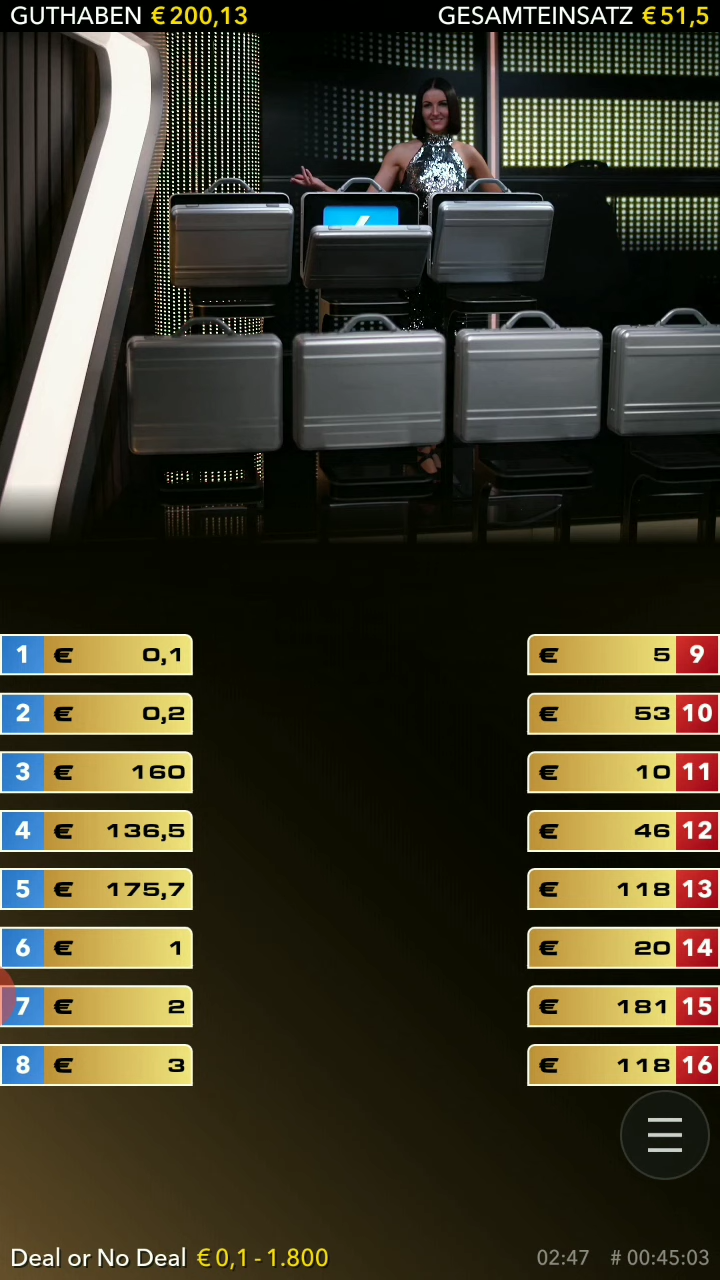 GUTHABEN €200,13 GESAMTEINSATZ €51,5
1 € 0,1
2 € 0,2
3 € 160
4 € 136,5
5 € 175,7
6 € 1
7 € 2
8 € 3
€ 5 9
€ 53 10
€ 10 11
€ 46 12
€ 118 13
€ 20 14
€ 181 15
€ 118 16
Deal or No Deal €0,1 - 1.800 02:47 # 00:45:03